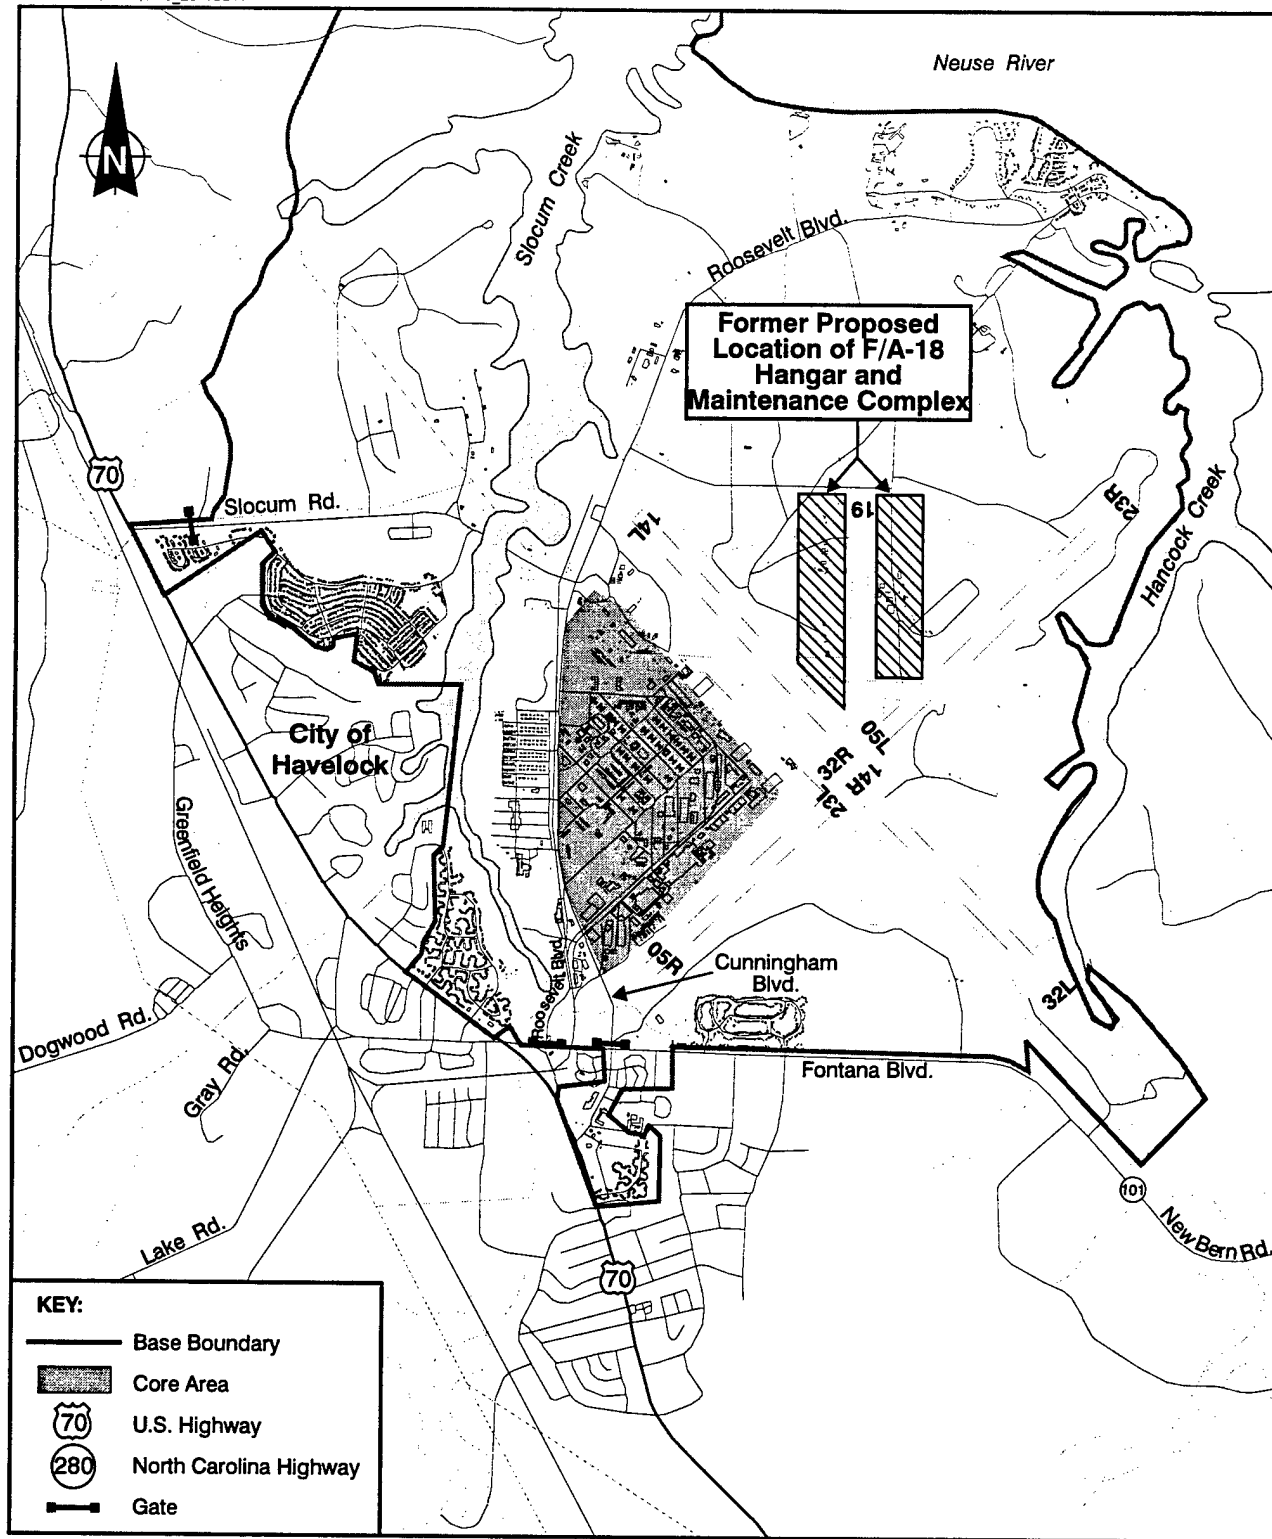 Neuse River
N
Slocum Creek
Roosevelt Blvd.
Former Proposed
Location of F/A-18
Hangar and
Maintenance Complex
70
Slocum Rd.
14L
19
23R
Hancock Creek
City of
Havelock
05L
32R
14R
23L
Greenfield Heights
Roosevelt Blvd
05R
Cunningham
Blvd.
32L
Dogwood Rd.
Gray Rd.
Fontana Blvd.
101
New Bern Rd.
Lake Rd.
70
KEY:
Base Boundary
Core Area
70
U.S. Highway
280
North Carolina Highway
Gate